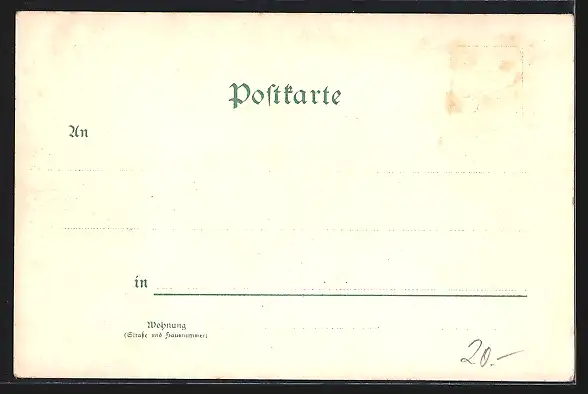 Postkarte
An
in
Wohnung
(Straße und Hausnummer)
20.-